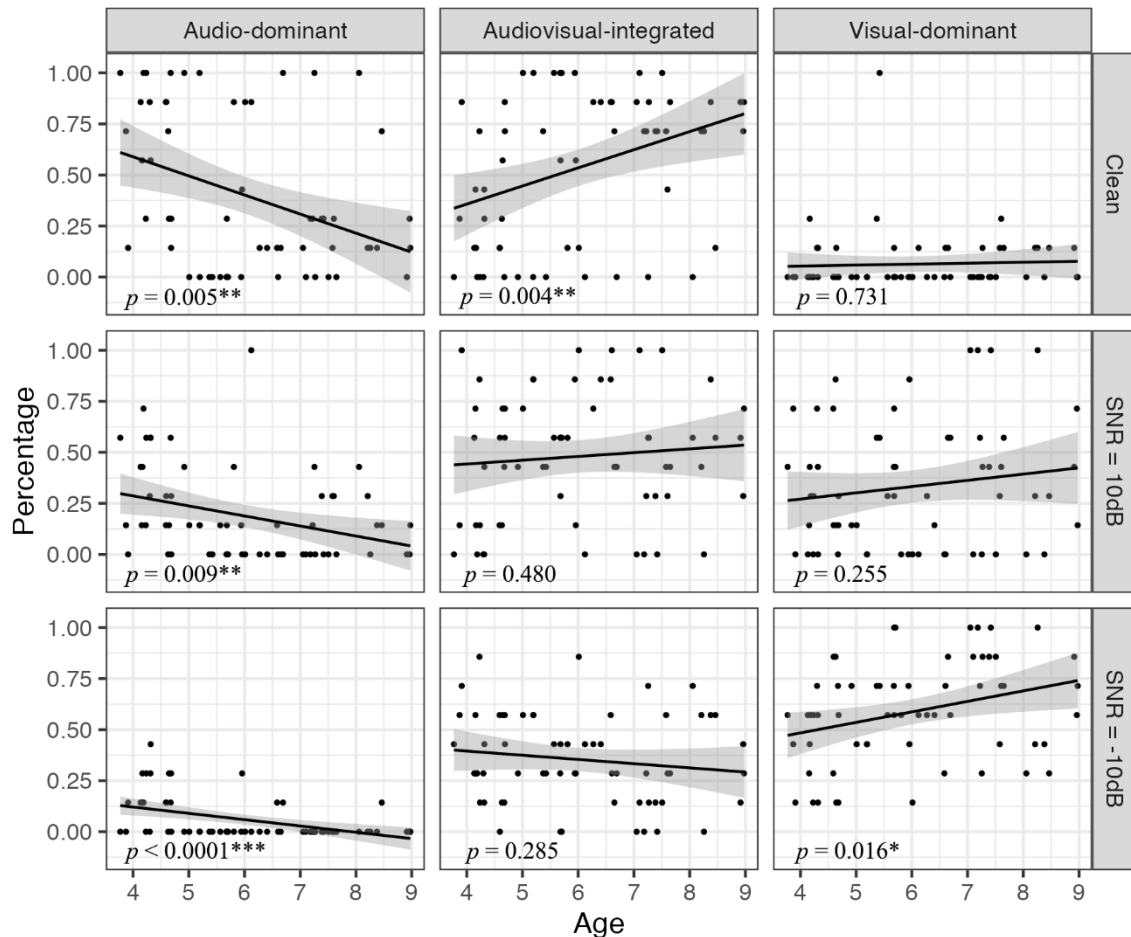 Audio-dominant Audiovisual-integrated Visual-dominant
1.00
0.75
0.50
0.25
0.00
p = 0.005** p = 0.004** p = 0.731
Clean
1.00
0.75
0.50
0.25
0.00
p = 0.009** p = 0.480 p = 0.255
SNR = 10dB
Percentage
1.00
0.75
0.50
0.25
0.00
p < 0.0001*** p = 0.285 p = 0.016*
SNR = -10dB
4 5 6 7 8 9 4 5 6 7 8 9 4 5 6 7 8 9
Age